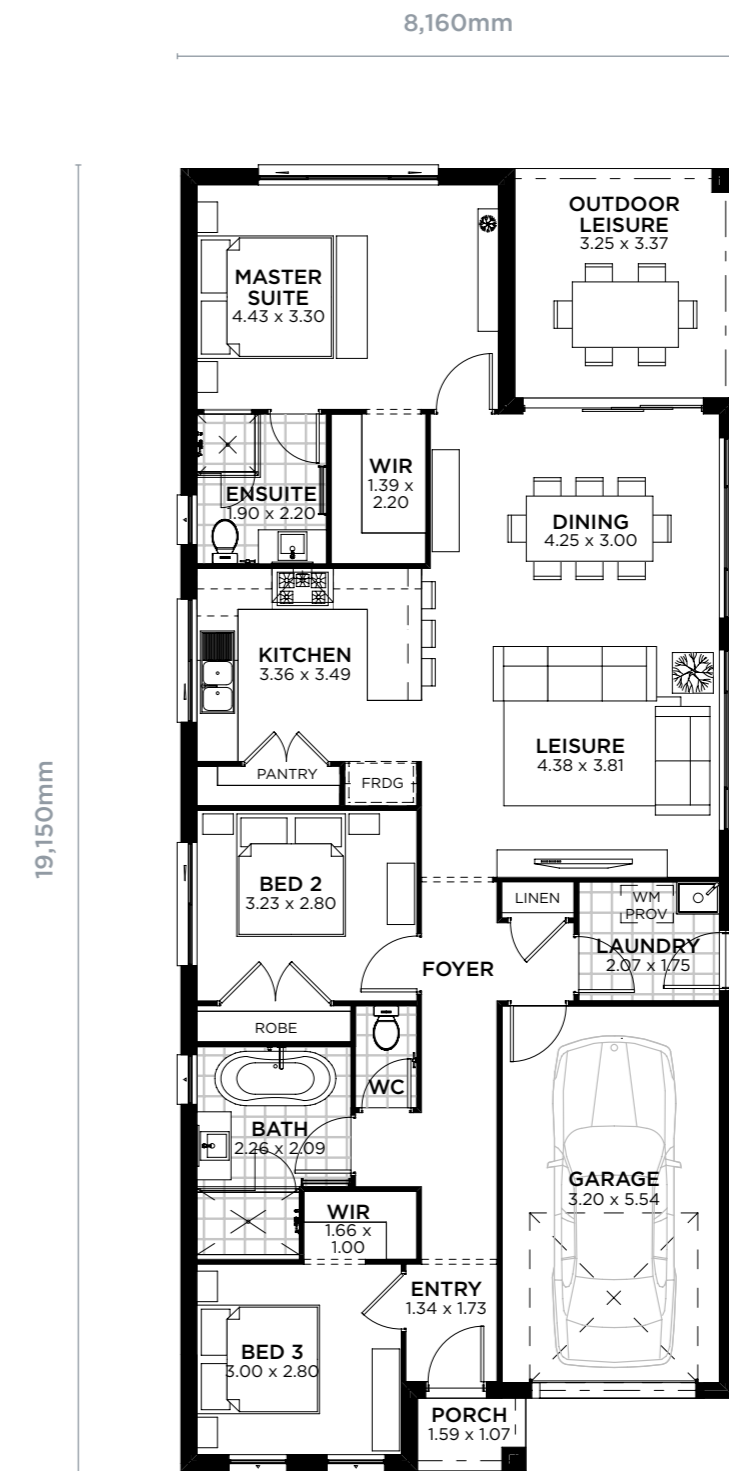 8,160mm
19,150mm
OUTDOOR
LEISURE
3.25 x 3.37
MASTER
SUITE
4.43 x 3.30
WIR
1.39 x
2.20
ENSUITE
1.90 x 2.20
DINING
4.25 x 3.00
KITCHEN
3.36 x 3.49
LEISURE
4.38 x 3.81
PANTRY
FRDG
BED 2
3.23 x 2.80
LINEN
WM
PROV
LAUNDRY
2.07 x 1.75
FOYER
ROBE
WC
BATH
2.26 x 2.09
GARAGE
3.20 x 5.54
WIR
1.66 x
1.00
ENTRY
1.34 x 1.73
BED 3
3.00 x 2.80
PORCH
1.59 x 1.07